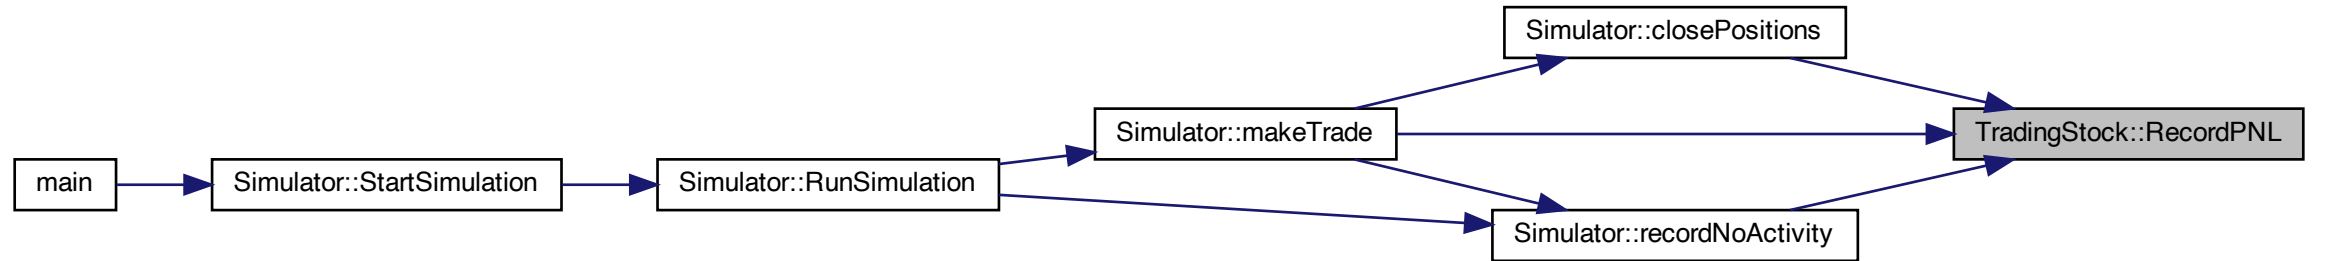 main
Simulator::StartSimulation
Simulator::RunSimulation
Simulator::makeTrade
Simulator::closePositions
Simulator::recordNoActivity
TradingStock::RecordPNL